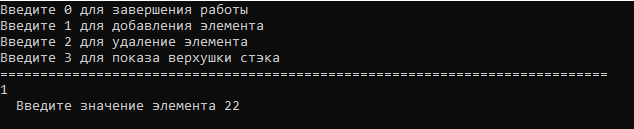 Введите 0 для завершения работы
Введите 1 для добавления элемента
Введите 2 для удаление элемента
Введите 3 для показа верхушки стэка
============================================================================
1
Введите значение элемента 22